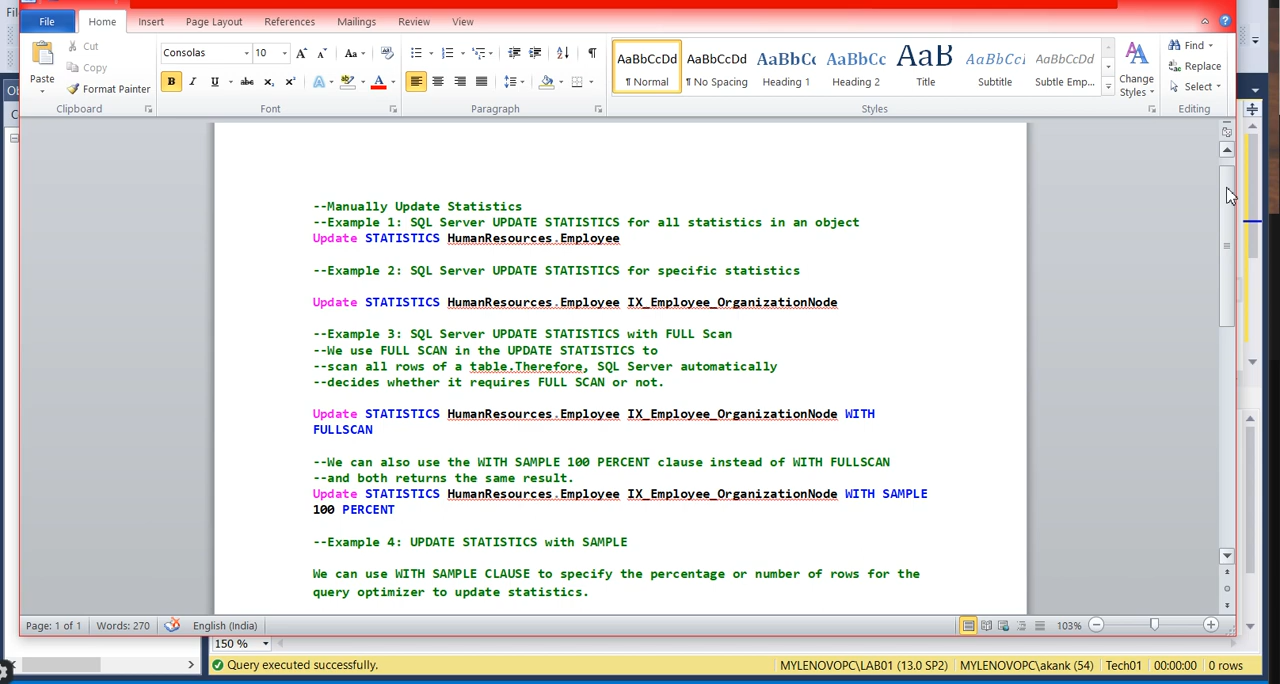 File Home Insert Page Layout References Mailings Review View
Paste
Cut
Copy
Format Painter
Clipboard
Consolas 10
Font
Paragraph
AaBbCcDd AaBbCcDd AaBbCc AaBbCc AaB AaBbCcI AaBbCcDd
¶ Normal ¶ No Spacing Heading 1 Heading 2 Title Subtitle Subtle Emp...
Styles
Change Styles
Find
Replace
Select
Editing
--Manually Update Statistics
--Example 1: SQL Server UPDATE STATISTICS for all statistics in an object
Update STATISTICS HumanResources.Employee
--Example 2: SQL Server UPDATE STATISTICS for specific statistics
Update STATISTICS HumanResources.Employee IX_Employee_OrganizationNode
--Example 3: SQL Server UPDATE STATISTICS with FULL Scan
--We use FULL SCAN in the UPDATE STATISTICS to
--scan all rows of a table.Therefore, SQL Server automatically
--decides whether it requires FULL SCAN or not.
Update STATISTICS HumanResources.Employee IX_Employee_OrganizationNode WITH
FULLSCAN
--We can also use the WITH SAMPLE 100 PERCENT clause instead of WITH FULLSCAN
--and both returns the same result.
Update STATISTICS HumanResources.Employee IX_Employee_OrganizationNode WITH SAMPLE
100 PERCENT
--Example 4: UPDATE STATISTICS with SAMPLE
We can use WITH SAMPLE CLAUSE to specify the percentage or number of rows for the
query optimizer to update statistics.
Page: 1 of 1 Words: 270 English (India) 103%
150 %
Query executed successfully. MYLENOVOPC\LAB01 (13.0 SP2) MYLENOVOPC\akank (54) Tech01 00:00:00 0 rows